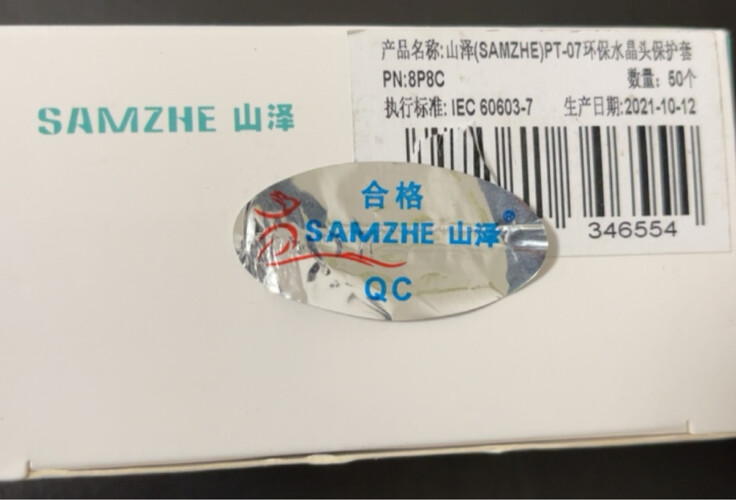 产品名称:山泽(SAMZHE)PT-07环保水晶头保护套
PN:8P8C 数量: 50个
执行标准: IEC 60603-7 生产日期:2021-10-12
SAMZHE 山泽
346554
合格
SAMZHE 山泽®
QC